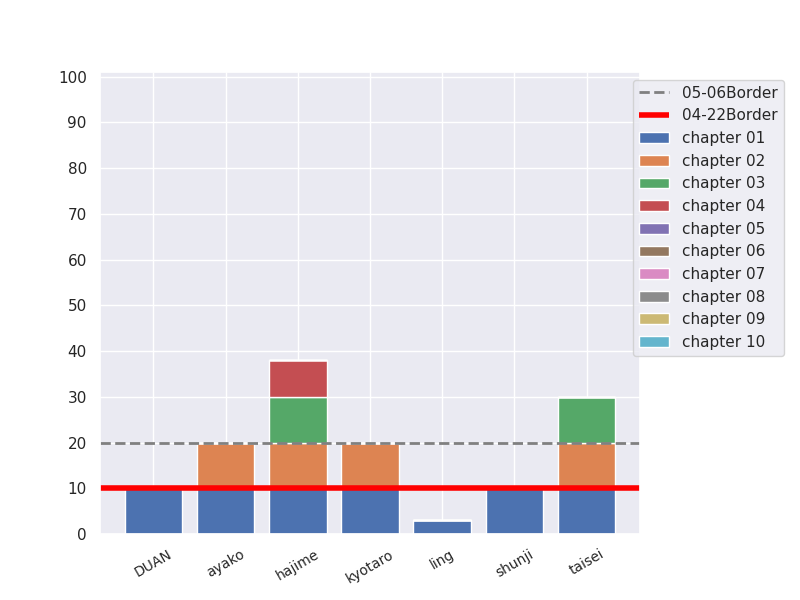 100
90
80
70
60
50
40
30
20
10
0
DUAN
ayako
hajime
kyotaro
ling
shunji
taisei
05-06Border
04-22Border
chapter 01
chapter 02
chapter 03
chapter 04
chapter 05
chapter 06
chapter 07
chapter 08
chapter 09
chapter 10